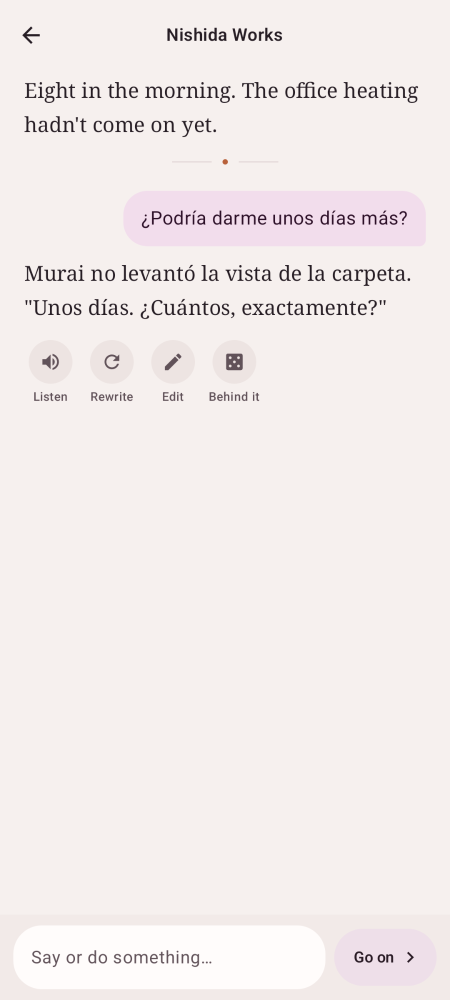 Nishida Works
Eight in the morning. The office heating
hadn't come on yet.
¿Podría darme unos días más?
Murai no levantó la vista de la carpeta.
"Unos días. ¿Cuántos, exactamente?"
Listen
Rewrite
Edit
Behind it
Say or do something…
Go on